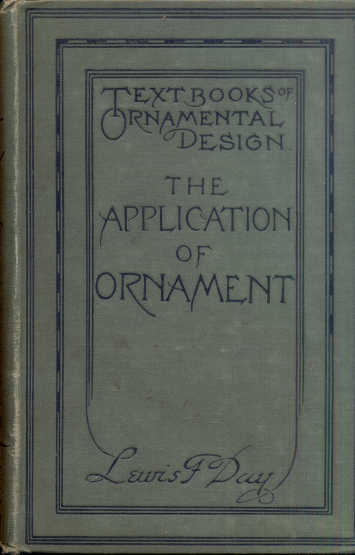 TEXT BOOKS OF
ORNAMENTAL
DESIGN.
THE
APPLICATION
OF
ORNAMENT
Lewis F Day